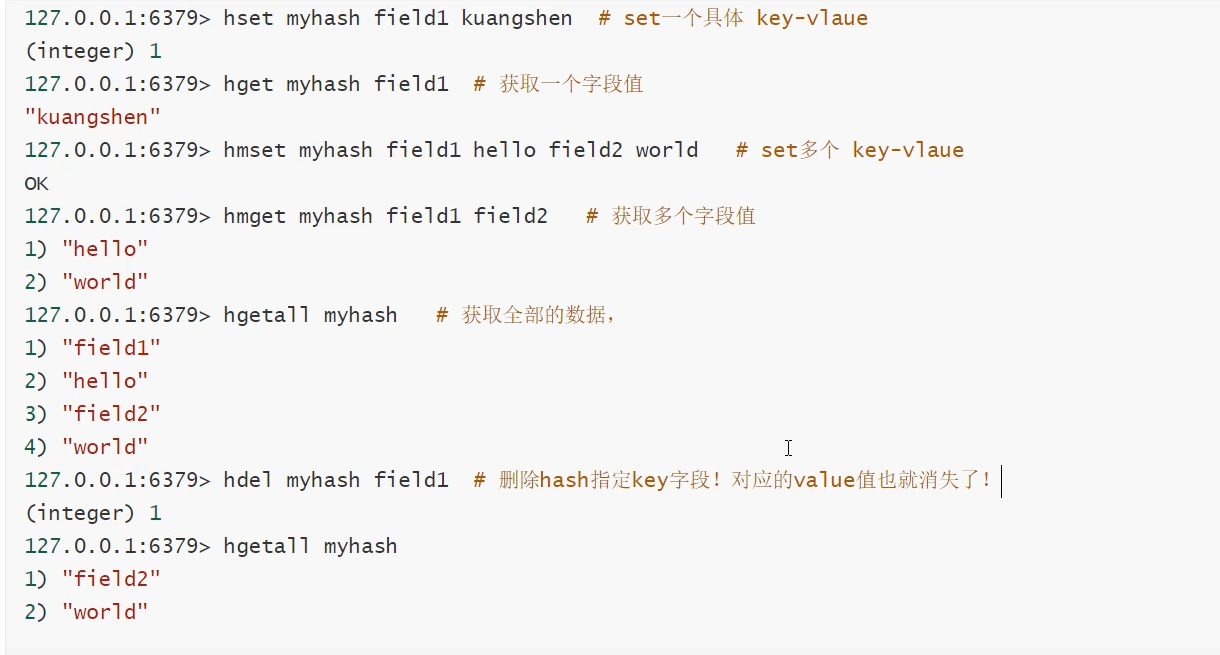 127.0.0.1:6379> hset myhash field1 kuangshen  # set一个具体 key-vlaue
(integer) 1
127.0.0.1:6379> hget myhash field1  # 获取一个字段值
"kuangshen"
127.0.0.1:6379> hmset myhash field1 hello field2 world   # set多个 key-vlaue
OK
127.0.0.1:6379> hmget myhash field1 field2   # 获取多个字段值
1) "hello"
2) "world"
127.0.0.1:6379> hgetall myhash   # 获取全部的数据，
1) "field1"
2) "hello"
3) "field2"
4) "world"
127.0.0.1:6379> hdel myhash field1  # 删除hash指定key字段！对应的value值也就消失了！
(integer) 1
127.0.0.1:6379> hgetall myhash
1) "field2"
2) "world"